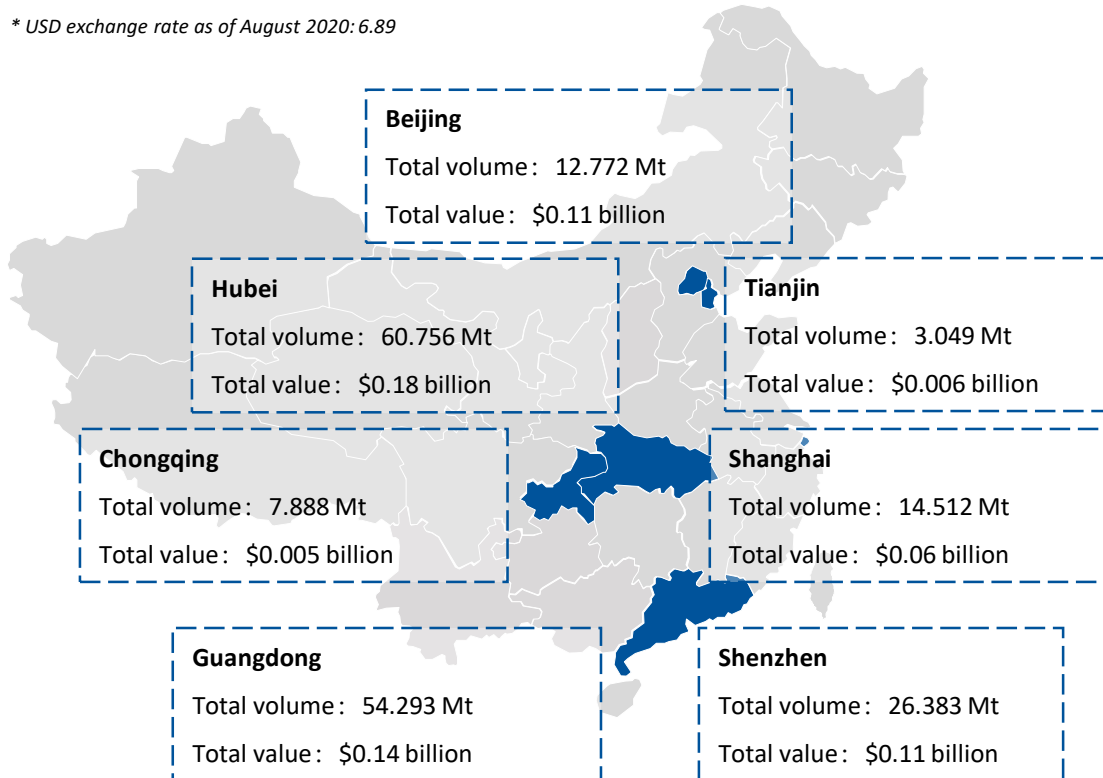 * USD exchange rate as of August 2020: 6.89
Beijing
Total volume： 12.772 Mt
Total value： $0.11 billion
Hubei
Total volume： 60.756 Mt
Total value： $0.18 billion
Tianjin
Total volume： 3.049 Mt
Total value： $0.006 billion
Chongqing
Total volume： 7.888 Mt
Total value： $0.005 billion
Shanghai
Total volume： 14.512 Mt
Total value： $0.06 billion
Guangdong
Total volume： 54.293 Mt
Total value： $0.14 billion
Shenzhen
Total volume： 26.383 Mt
Total value： $0.11 billion